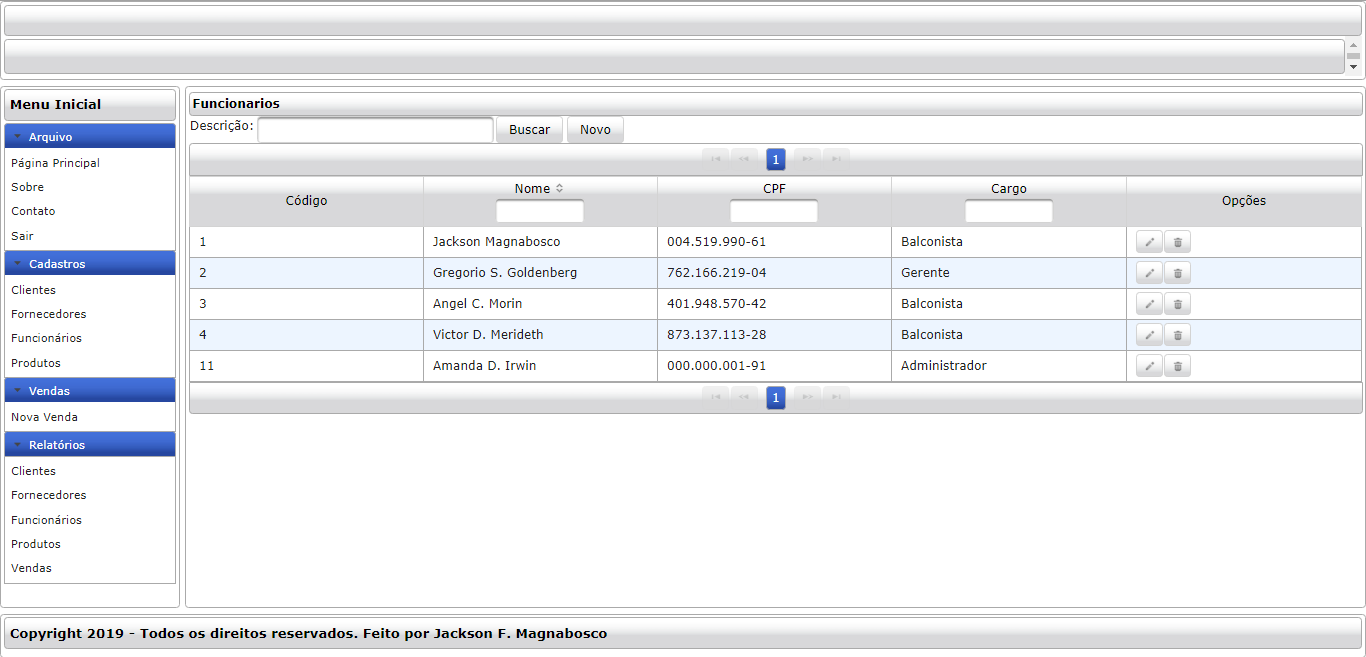 Menu Inicial
Arquivo
Página Principal
Sobre
Contato
Sair
Cadastros
Clientes
Fornecedores
Funcionários
Produtos
Vendas
Nova Venda
Relatórios
Clientes
Fornecedores
Funcionários
Produtos
Vendas
Funcionarios
Descrição: Buscar Novo
1
Código Nome CPF Cargo Opções
1 Jackson Magnabosco 004.519.990-61 Balconista
2 Gregorio S. Goldenberg 762.166.219-04 Gerente
3 Angel C. Morin 401.948.570-42 Balconista
4 Victor D. Merideth 873.137.113-28 Balconista
11 Amanda D. Irwin 000.000.001-91 Administrador
1
Copyright 2019 - Todos os direitos reservados. Feito por Jackson F. Magnabosco